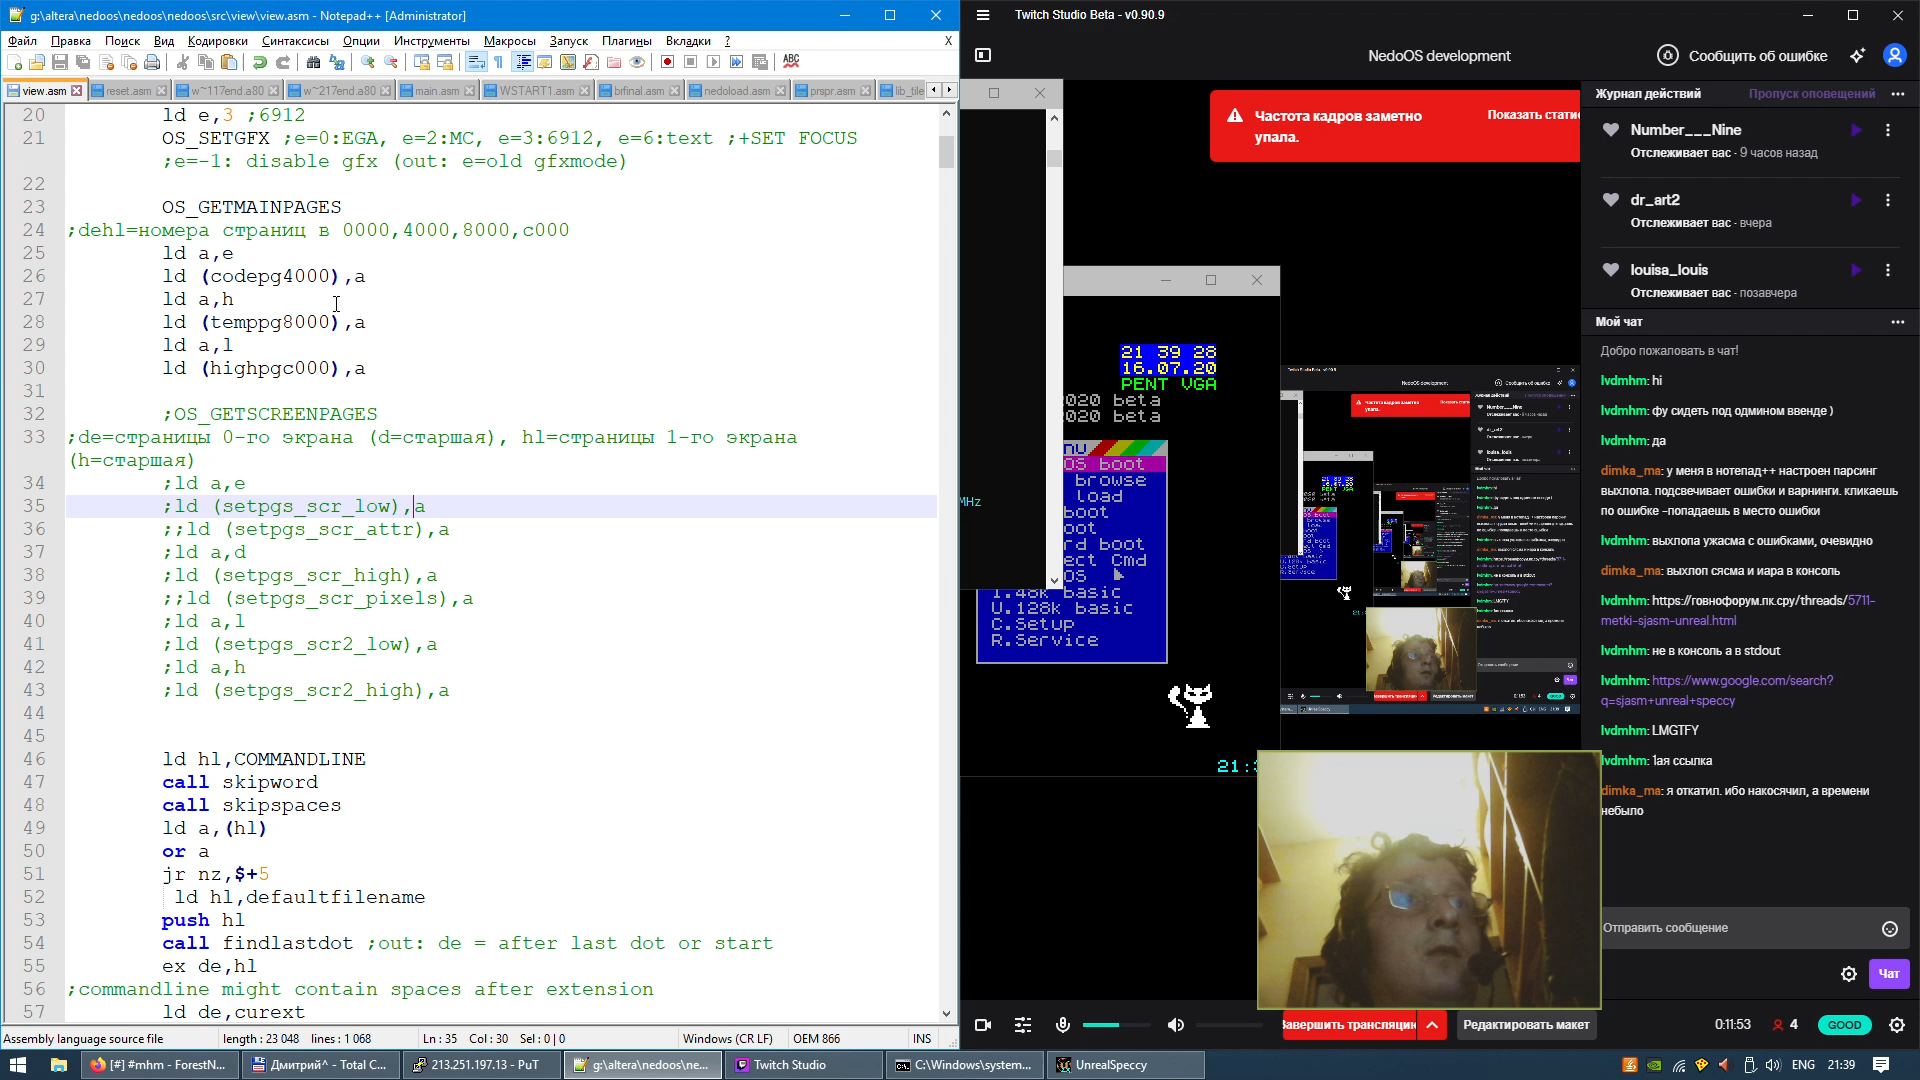 g:\altera\nedoos\nedoos\nedoos\src\view\view.asm - Notepad++ [Administrator]
Файл Правка Поиск Вид Кодировки Синтаксисы Опции Инструменты Макросы Запуск Плагины Вкладки ? X
view.asm reset.asm w~117end.a80 w~217end.a80 main.asm WSTART1.asm brfinal.asm nedoload.asm prspr.asm lib_tile
20 ld e,3 ;6912
21 OS_SETGFX ;e=0:EGA, e=2:MC, e=3:6912, e=6:text ;+SET FOCUS
;e=-1: disable gfx (out: e=old gfxmode)
22
23 OS_GETMAINPAGES
24 ;dehl=номера страниц в 0000,4000,8000,c000
25 ld a,e
26 ld (codepg4000),a
27 ld a,h
28 ld (temppg8000),a
29 ld a,l
30 ld (highpgc000),a
31
32 ;OS_GETSCREENPAGES
33 ;de=страницы 0-го экрана (d=старшая), hl=страницы 1-го экрана
(h=старшая)
34 ;ld a,e
35 ;ld (setpgs_scr_low),a
36 ;;ld (setpgs_scr_attr),a
37 ;ld a,d
38 ;ld (setpgs_scr_high),a
39 ;;ld (setpgs_scr_pixels),a
40 ;ld a,l
41 ;ld (setpgs_scr2_low),a
42 ;ld a,h
43 ;ld (setpgs_scr2_high),a
44
45
46 ld hl,COMMANDLINE
47 call skipword
48 call skipspaces
49 ld a,(hl)
50 or a
51 jr nz,$+5
52 ld hl,defaultfilename
53 push hl
54 call findlastdot ;out: de = after last dot or start
55 ex de,hl
56 ;commandline might contain spaces after extension
57 ld de,curext
Assembly language source file length : 23 048 lines : 1 068 Ln : 35 Col : 30 Sel : 0 | 0 Windows (CR LF) OEM 866 INS
Twitch Studio Beta - v0.90.9
NedoOS development
Сообщить об ошибке
Частота кадров заметно
упала.
Показать стати
MHz
21 39 28
16.07.20
PENT VGA
020 beta
020 beta
nu
OS boot
browse
load
boot
oot
rd boot
ect Cmd
OS
1.48k basic
U.128k basic
C.Setup
R.Service
21:3
Журнал действий Пропуск оповещений
Number___Nine
Отслеживает вас · 9 часов назад
dr_art2
Отслеживает вас · вчера
louisa_louis
Отслеживает вас · позавчера
Мой чат
Добро пожаловать в чат!
lvdmhm: hi
lvdmhm: фу сидеть под одмином ввенде )
lvdmhm: да
dimka_ma: у меня в нотепад++ настроен парсинг
выхлопа. подсвечивает ошибки и варнинги. кликаешь
по ошибке -попадаешь в место ошибки
lvdmhm: выхлопа ужасма с ошибками, очевидно
dimka_ma: выхлоп сясма и иара в консоль
lvdmhm: https://говнофорум.пк.сру/threads/5711-
metki-sjasm-unreal.html
lvdmhm: не в консоль а в stdout
lvdmhm: https://www.google.com/search?
q=sjasm+unreal+speccy
lvdmhm: LMGTFY
lvdmhm: 1ая ссылка
dimka_ma: я откатил. ибо накосячил, а времени
небыло
Отправить сообщение
Чат
Завершить трансляцию
Редактировать макет
0:11:53 4 GOOD
[#] #mhm - ForestN...
Дмитрий^ - Total C...
213.251.197.13 - PuT
g:\altera\nedoos\ne...
Twitch Studio
C:\Windows\system...
UnrealSpeccy
ENG 21:39